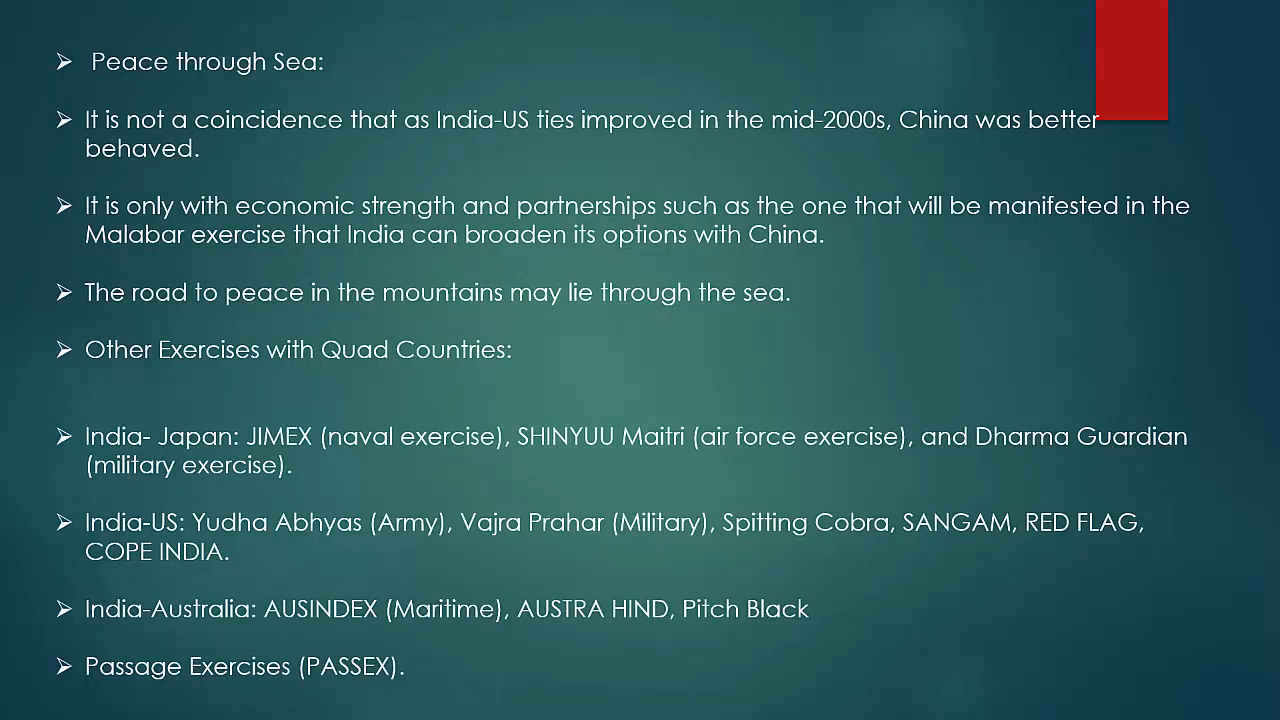 ➢ Peace through Sea:
➢ It is not a coincidence that as India-US ties improved in the mid-2000s, China was better
behaved.
➢ It is only with economic strength and partnerships such as the one that will be manifested in the
Malabar exercise that India can broaden its options with China.
➢ The road to peace in the mountains may lie through the sea.
➢ Other Exercises with Quad Countries:
➢ India- Japan: JIMEX (naval exercise), SHINYUU Maitri (air force exercise), and Dharma Guardian
(military exercise).
➢ India-US: Yudha Abhyas (Army), Vajra Prahar (Military), Spitting Cobra, SANGAM, RED FLAG,
COPE INDIA.
➢ India-Australia: AUSINDEX (Maritime), AUSTRA HIND, Pitch Black
➢ Passage Exercises (PASSEX).